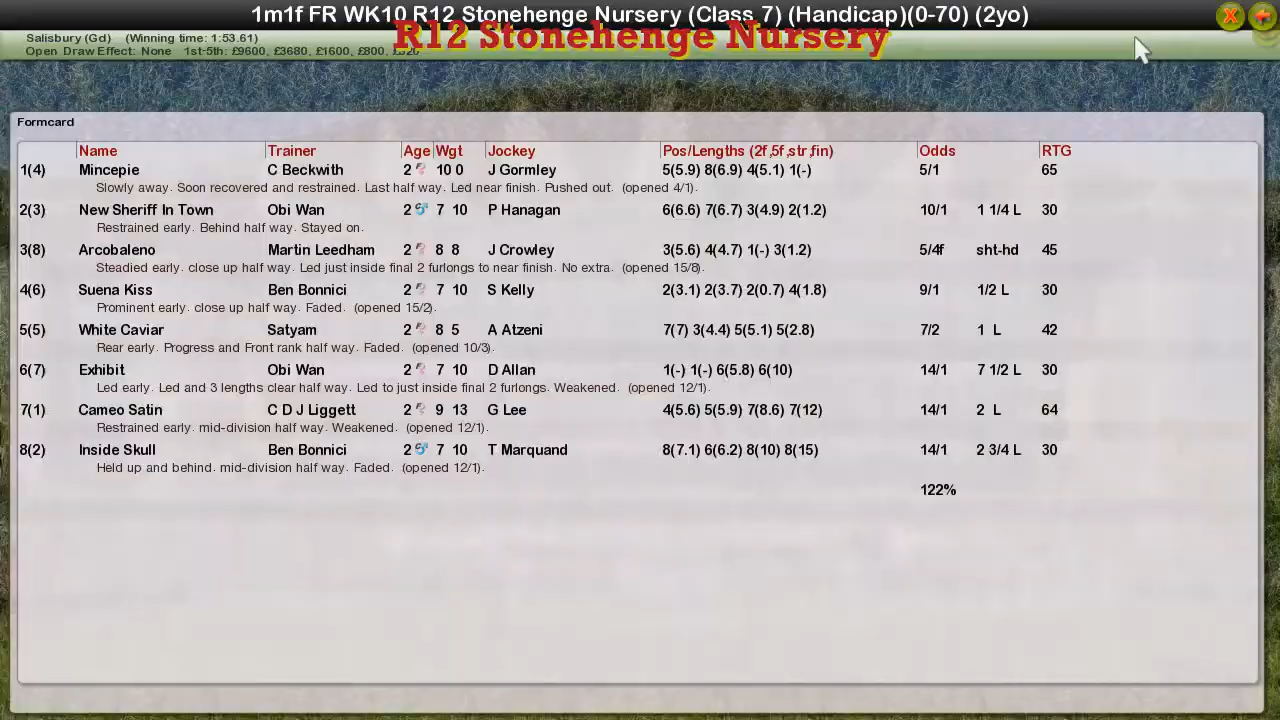 1m1f FR WK10 R12 Stonehenge Nursery (Class 7) (Handicap)(0-70) (2yo)
R12 Stonehenge Nursery
Salisbury (Gd) (Winning time: 1:53.61)
Open Draw Effect: None 1st-5th: £9600, £3680, £1600, £800, £320
Formcard
Name Trainer Age Wgt Jockey Pos/Lengths (2f,5f,str,fin) Odds RTG
1(4) Mincepie C Beckwith 2 10 0 J Gormley 5(5.9) 8(6.9) 4(5.1) 1(-) 5/1 65
Slowly away. Soon recovered and restrained. Last half way. Led near finish. Pushed out. (opened 4/1).
2(3) New Sheriff In Town Obi Wan 2 7 10 P Hanagan 6(6.6) 7(6.7) 3(4.9) 2(1.2) 10/1 1 1/4 L 30
Restrained early. Behind half way. Stayed on.
3(8) Arcobaleno Martin Leedham 2 8 8 J Crowley 3(5.6) 4(4.7) 1(-) 3(1.2) 5/4f sht-hd 45
Steadied early. close up half way. Led just inside final 2 furlongs to near finish. No extra. (opened 15/8).
4(6) Suena Kiss Ben Bonnici 2 7 10 S Kelly 2(3.1) 2(3.7) 2(0.7) 4(1.8) 9/1 1/2 L 30
Prominent early. close up half way. Faded. (opened 15/2).
5(5) White Caviar Satyam 2 8 5 A Atzeni 7(7) 3(4.4) 5(5.1) 5(2.8) 7/2 1 L 42
Rear early. Progress and Front rank half way. Faded. (opened 10/3).
6(7) Exhibit Obi Wan 2 7 10 D Allan 1(-) 1(-) 6(5.8) 6(10) 14/1 7 1/2 L 30
Led early. Led and 3 lengths clear half way. Led to just inside final 2 furlongs. Weakened. (opened 12/1).
7(1) Cameo Satin C D J Liggett 2 9 13 G Lee 4(5.6) 5(5.9) 7(8.6) 7(12) 14/1 2 L 64
Restrained early. mid-division half way. Weakened. (opened 12/1).
8(2) Inside Skull Ben Bonnici 2 7 10 T Marquand 8(7.1) 6(6.2) 8(10) 8(15) 14/1 2 3/4 L 30
Held up and behind. mid-division half way. Faded. (opened 12/1).
122%